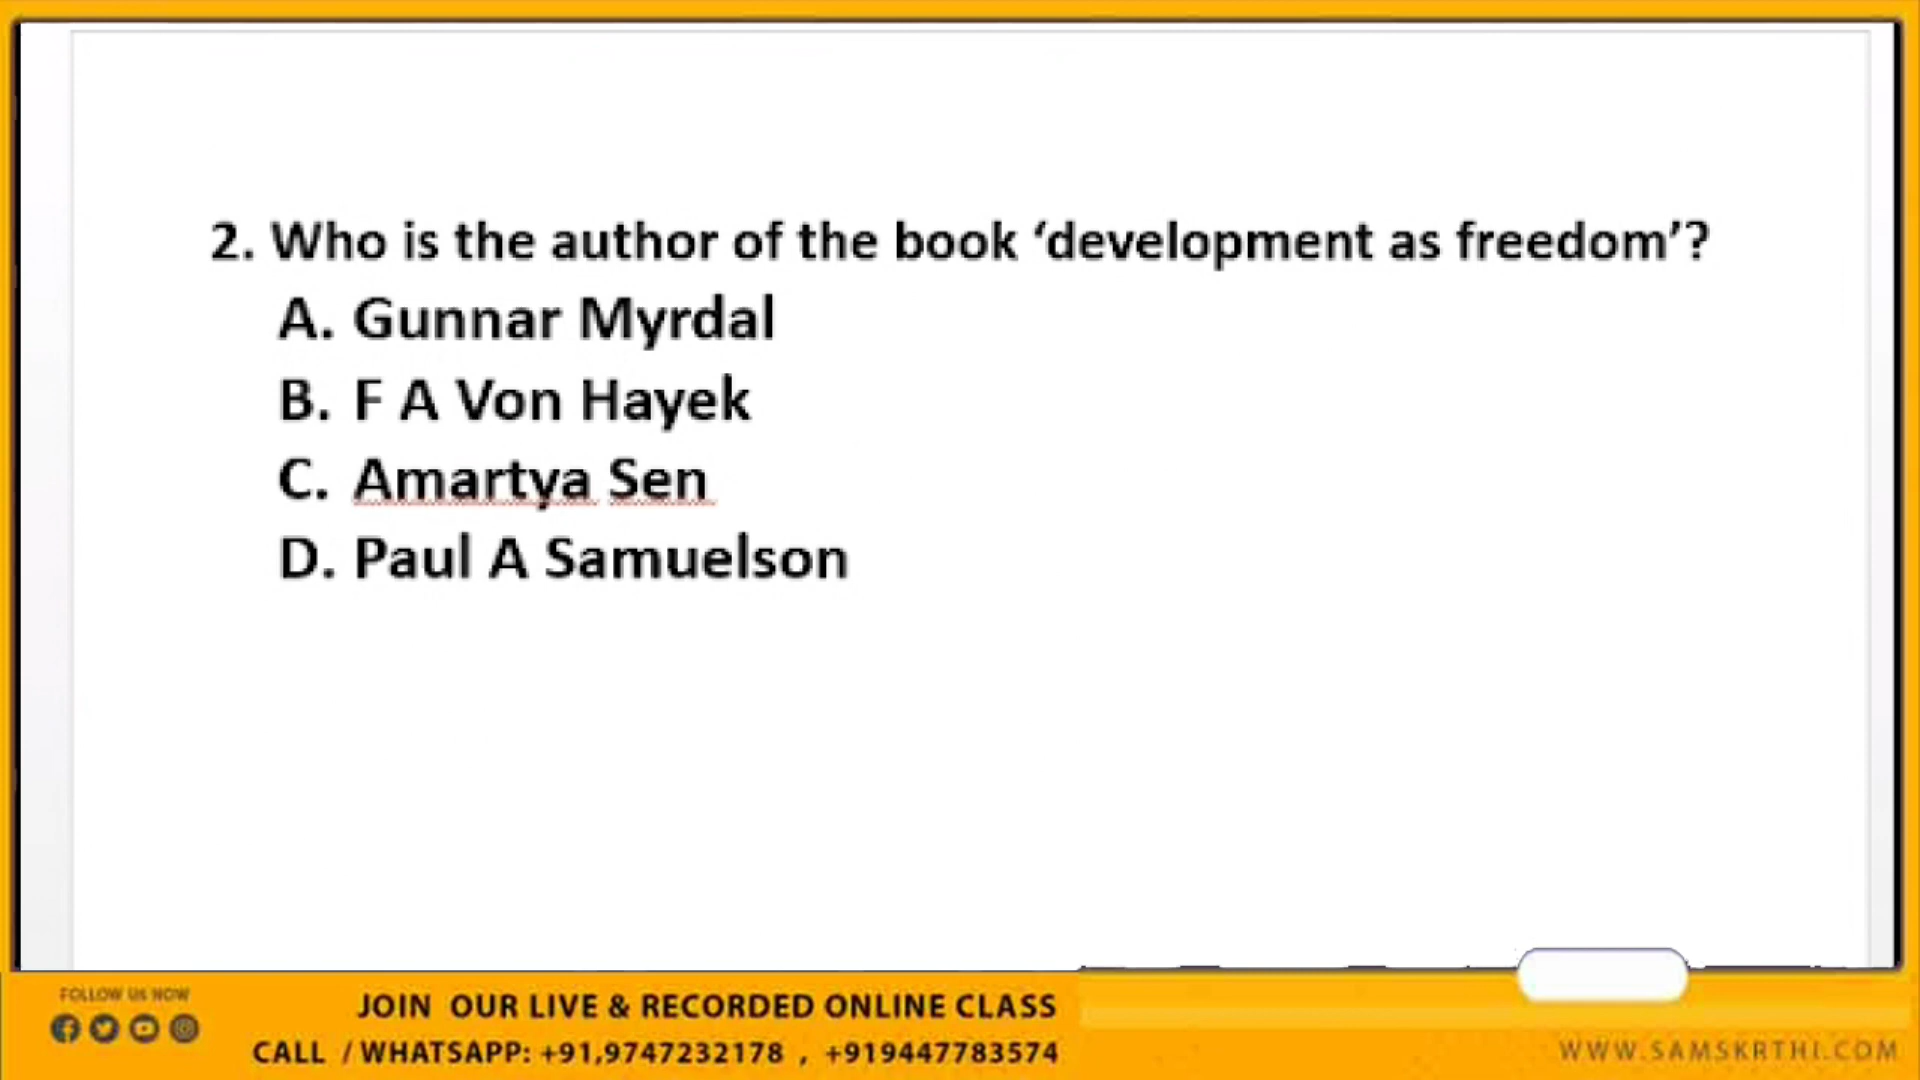 2. Who is the author of the book ‘development as freedom’?
A. Gunnar Myrdal
B. F A Von Hayek
C. Amartya Sen
D. Paul A Samuelson
FOLLOW US NOW
JOIN OUR LIVE & RECORDED ONLINE CLASS
CALL / WHATSAPP: +91,9747232178 , +919447783574
WWW.SAMSKRTHI.COM